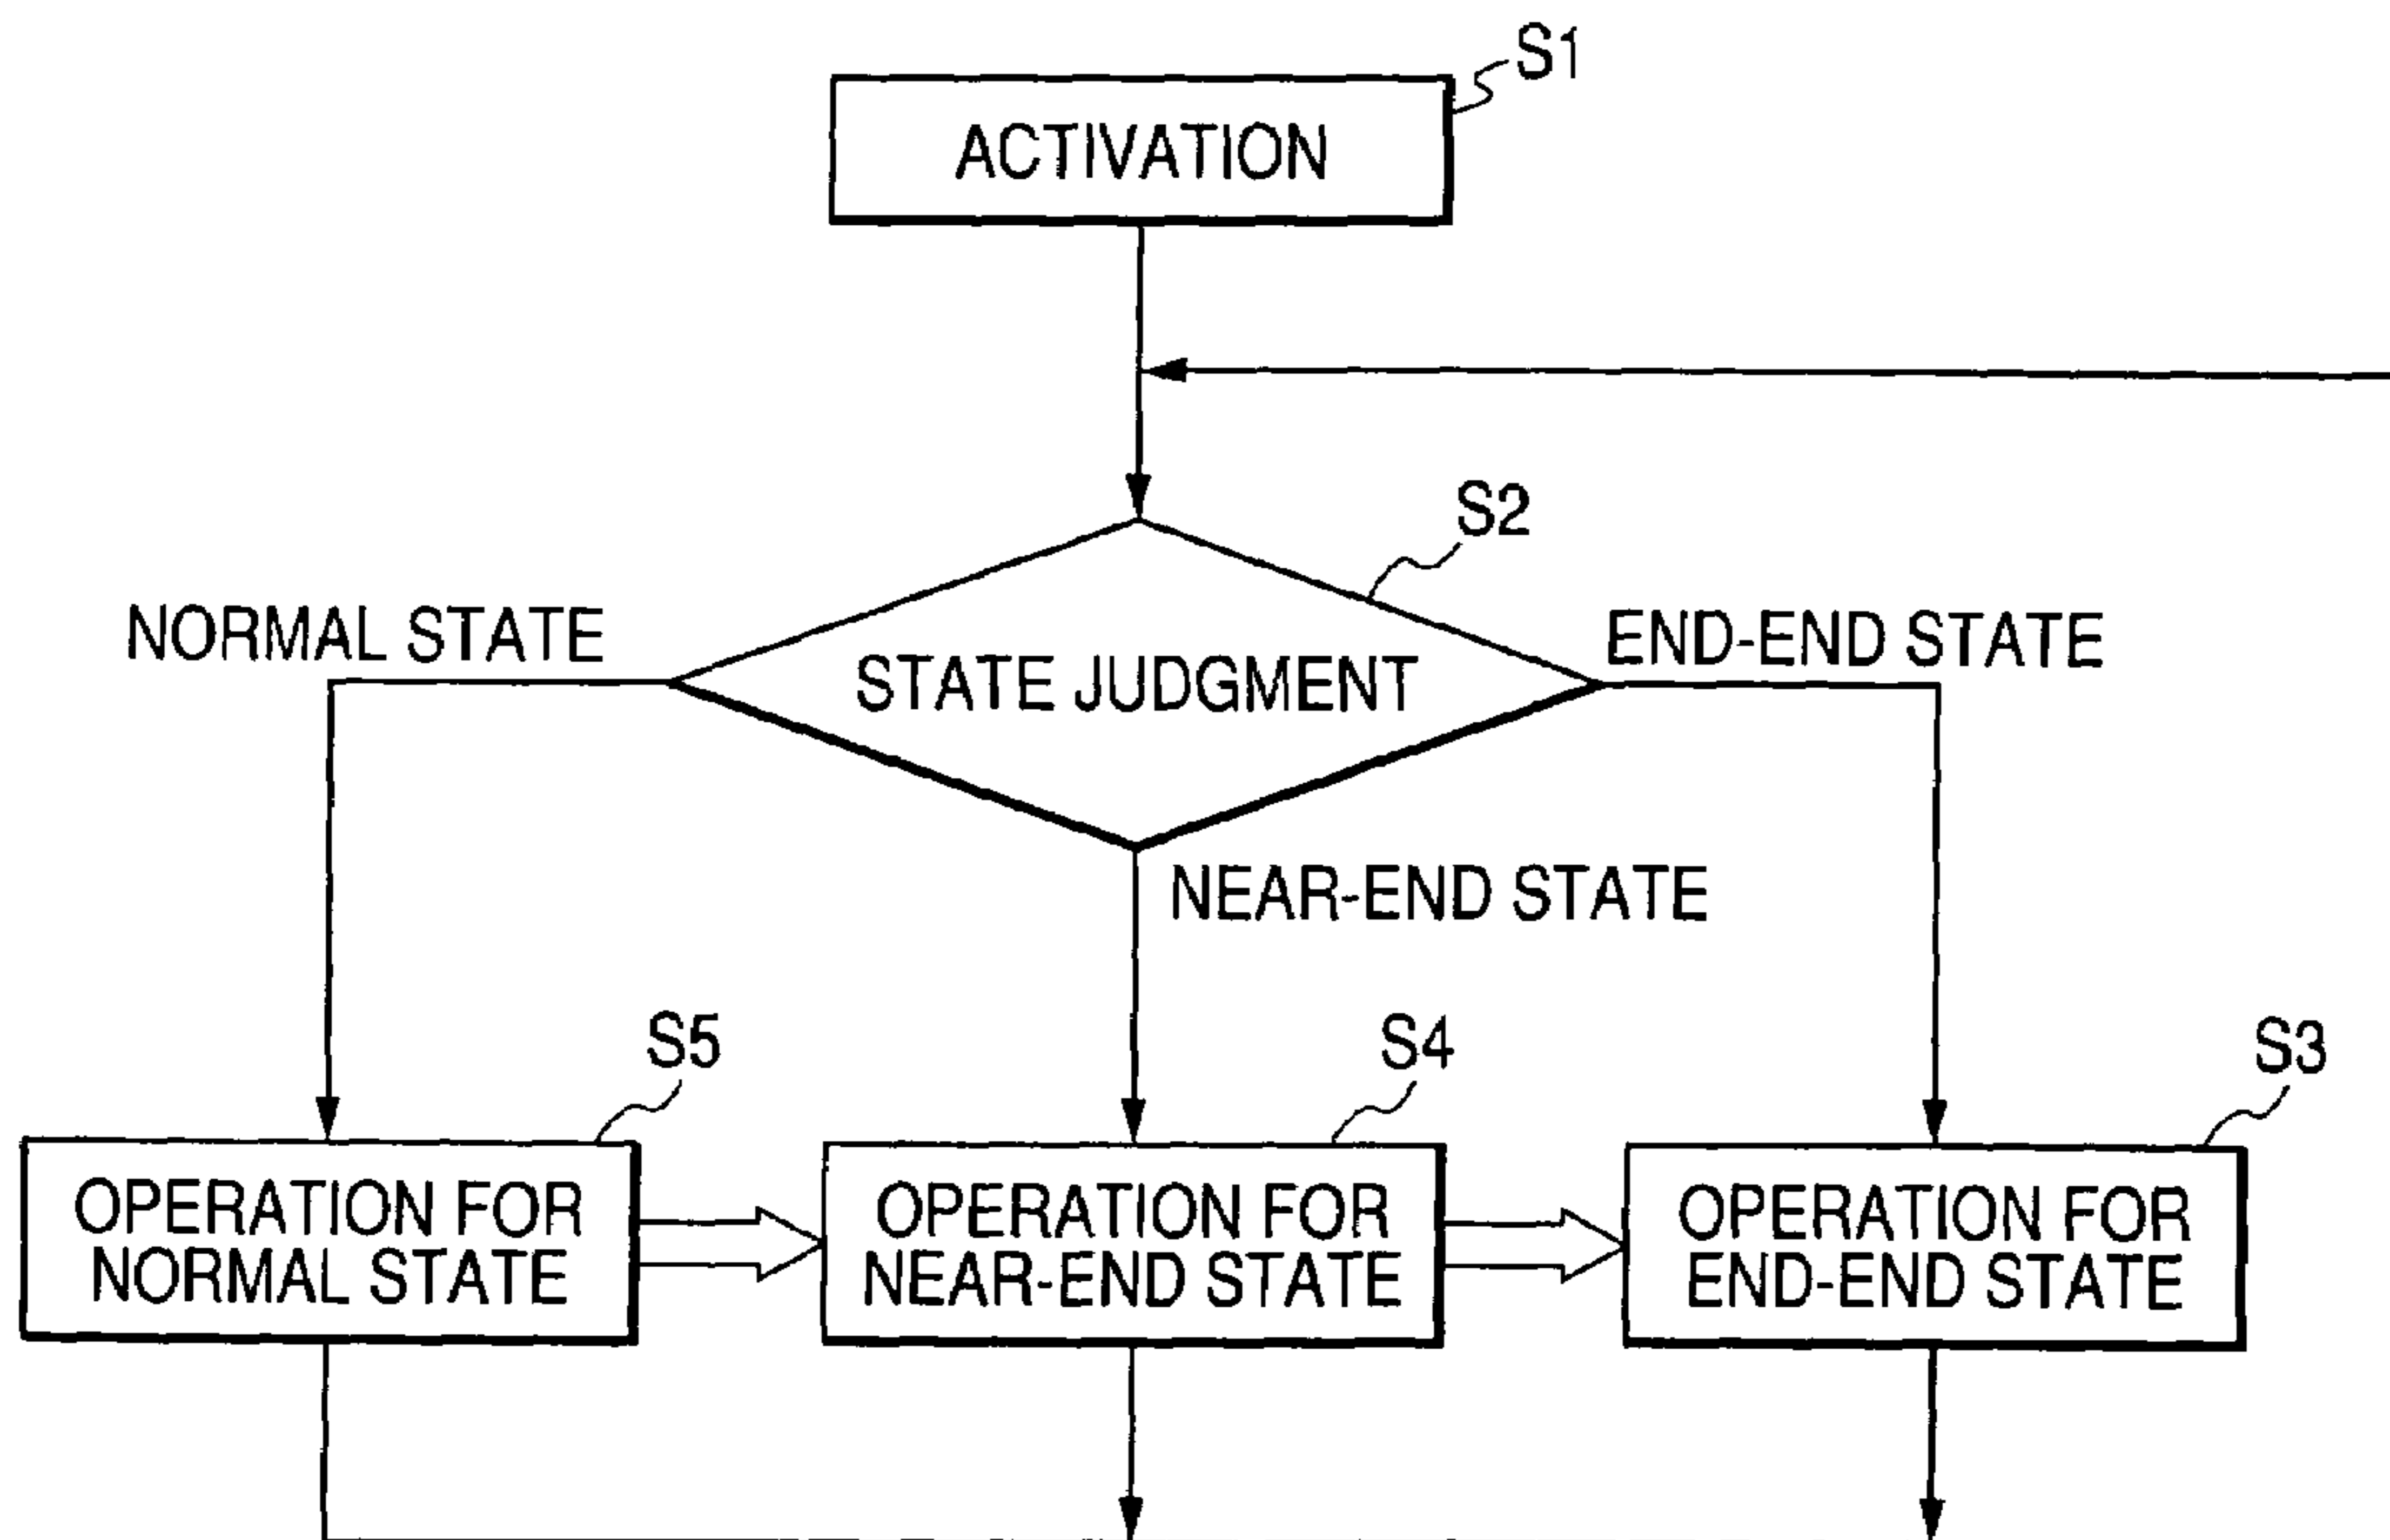 S1
ACTIVATION
S2
NORMAL STATE
END-END STATE
STATE JUDGMENT
NEAR-END STATE
S5
S4
S3
OPERATION FOR
NORMAL STATE
OPERATION FOR
NEAR-END STATE
OPERATION FOR
END-END STATE